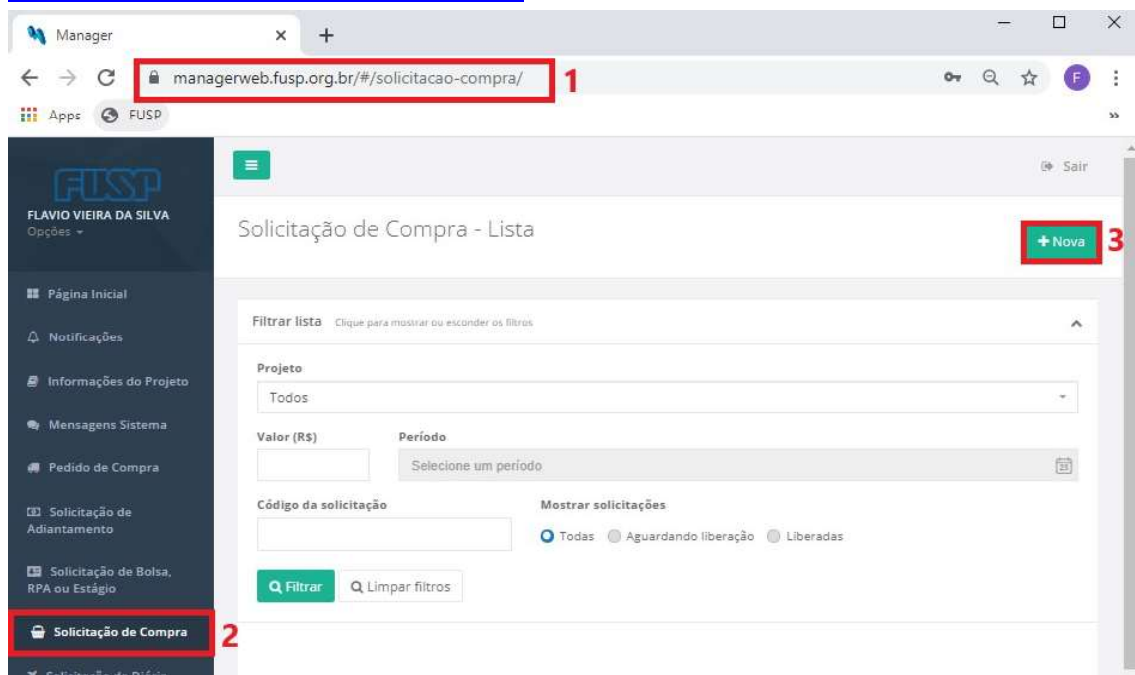 Manager
managerweb.fusp.org.br/#/solicitacao-compra/ 1
F
Apps FUSP
FUSP
Sair
FLAVIO VIEIRA DA SILVA
Opções
Solicitação de Compra - Lista
+ Nova 3
Página Inicial
Filtrar lista Clique para mostrar ou esconder os filtros
Notificações
Projeto
Informações do Projeto
Todos
Mensagens Sistema
Valor (R$) Período
Pedido de Compra
Selecione um período
Código da solicitação Mostrar solicitações
Solicitação de
Adiantamento
Todas Aguardando liberação Liberadas
Solicitação de Bolsa,
RPA ou Estágio
Filtrar Limpar filtros
Solicitação de Compra 2